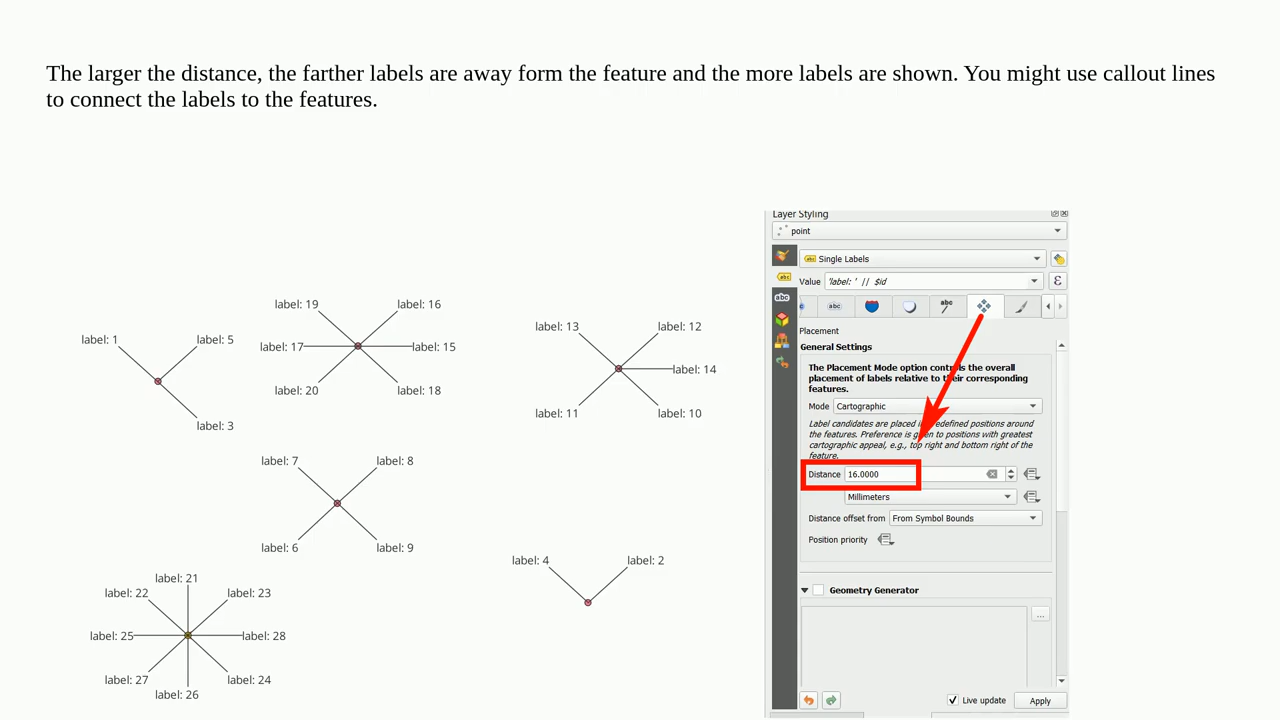 The larger the distance, the farther labels are away form the feature and the more labels are shown. You might use callout lines
to connect the labels to the features.
label: 1
label: 5
label: 3
label: 19
label: 16
label: 17
label: 15
label: 20
label: 18
label: 13
label: 12
label: 14
label: 11
label: 10
label: 7
label: 8
label: 6
label: 9
label: 4
label: 2
label: 21
label: 22
label: 23
label: 25
label: 28
label: 27
label: 24
label: 26
Layer Styling
point
abc
Single Labels
Value
'label: ' // $id
ε
abc
abc
abc
Placement
General Settings
The Placement Mode option the overall
placement of labels relative to their corresponding
features.
Mode
Cartographic
Label candidates are placed around
the features. Preference is to positions with greatest
cartographic appeal, e.g., top right and bottom right of the
feature.
Distance
16.0000
Millimeters
Distance offset from
From Symbol Bounds
Position priority
Geometry Generator
...
Live update
Apply